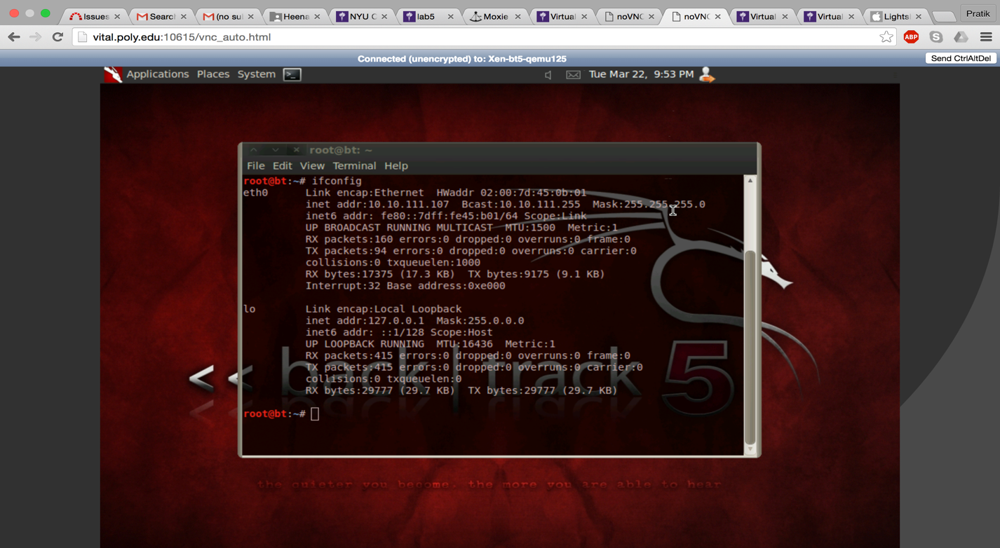 Issues Search (no su Heena NYU C lab5 Moxie Virtual noVNC noVNC Virtual Virtual Lights Pratik
vital.poly.edu:10615/vnc_auto.html ABP
Connected (unencrypted) to: Xen-bt5-qemu125 Send CtrlAltDel
Applications Places System >_ Tue Mar 22, 9:53 PM
root@bt: ~
File Edit View Terminal Help
root@bt:~# ifconfig
eth0 Link encap:Ethernet HWaddr 02:00:7d:45:0b:01
inet addr:10.10.111.107 Bcast:10.10.111.255 Mask:255.255.255.0
inet6 addr: fe80::7dff:fe45:b01/64 Scope:Link
UP BROADCAST RUNNING MULTICAST MTU:1500 Metric:1
RX packets:160 errors:0 dropped:0 overruns:0 frame:0
TX packets:94 errors:0 dropped:0 overruns:0 carrier:0
collisions:0 txqueuelen:1000
RX bytes:17375 (17.3 KB) TX bytes:9175 (9.1 KB)
Interrupt:32 Base address:0xe000
lo Link encap:Local Loopback
inet addr:127.0.0.1 Mask:255.0.0.0
inet6 addr: ::1/128 Scope:Host
UP LOOPBACK RUNNING MTU:16436 Metric:1
RX packets:415 errors:0 dropped:0 overruns:0 frame:0
TX packets:415 errors:0 dropped:0 overruns:0 carrier:0
collisions:0 txqueuelen:0
RX bytes:29777 (29.7 KB) TX bytes:29777 (29.7 KB)
root@bt:~#
<< back | track 5
the quieter you become, the more you are able to hear